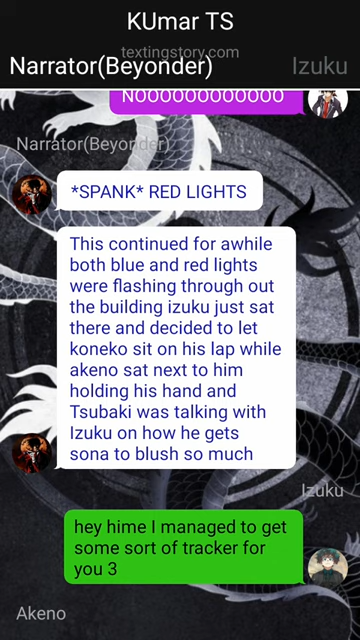 KUmar TS
textingstory.com
Narrator(Beyonder) Izuku
NOOOOOOOOOOOO
Narrator(Beyonder)
*SPANK* RED LIGHTS
This continued for awhile
both blue and red lights
were flashing through out
the building izuku just sat
there and decided to let
koneko sit on his lap while
akeno sat next to him
holding his hand and
Tsubaki was talking with
Izuku on how he gets
sona to blush so much
Izuku
hey hime I managed to get
some sort of tracker for
you 3
Akeno